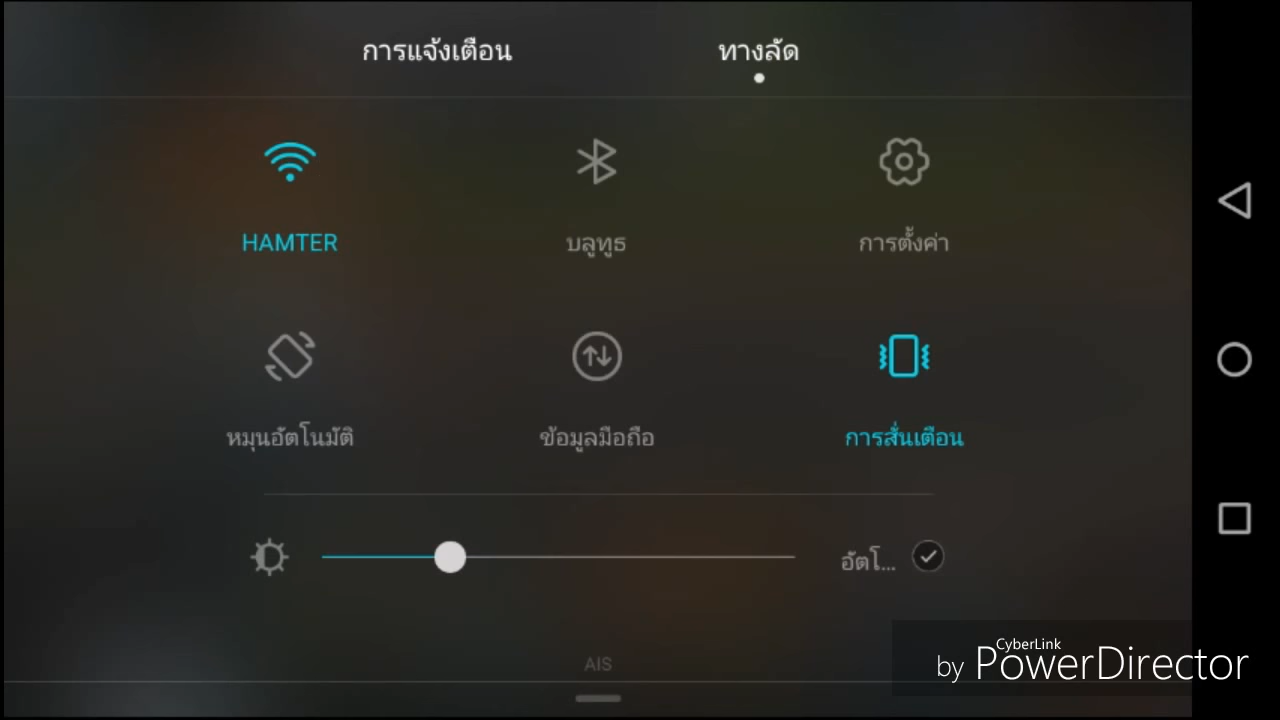 การแจ้งเตือน
ทางลัด
HAMTER
บลูทูธ
การตั้งค่า
หมุนอัตโนมัติ
ข้อมูลมือถือ
การสั่นเตือน
อัตโ...
AIS
CyberLink
by PowerDirector